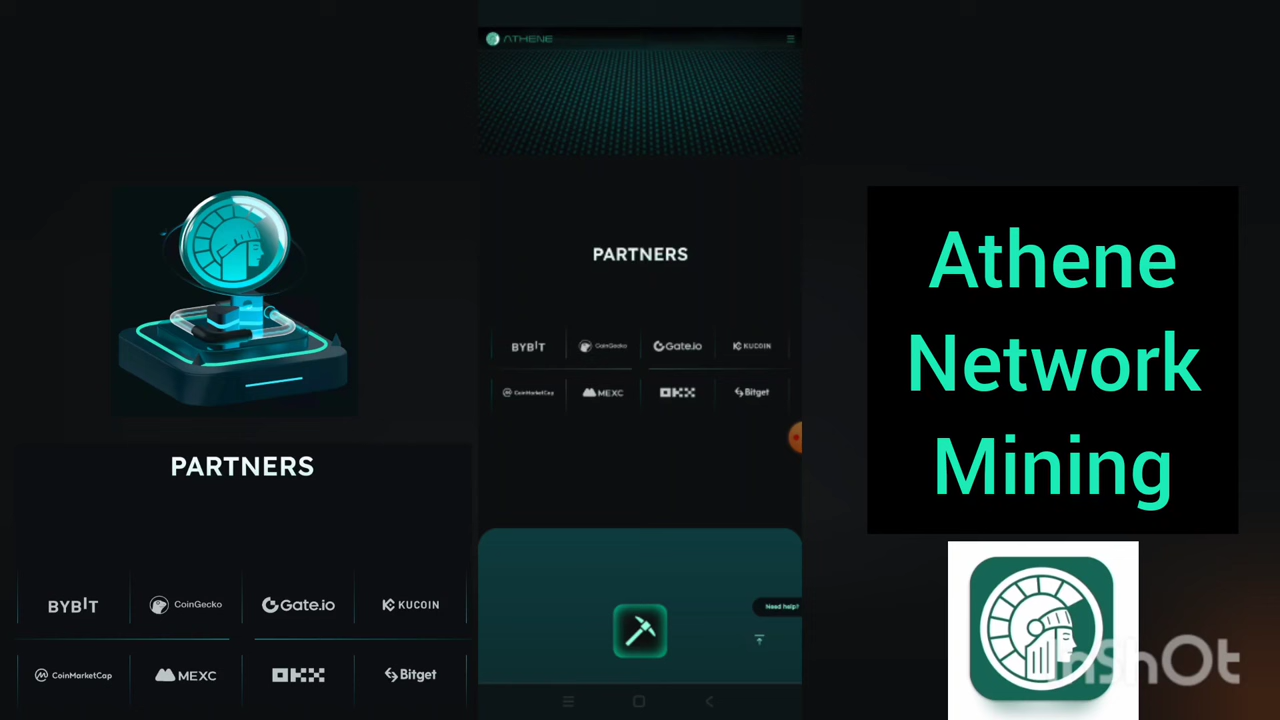 ATHENE
PARTNERS
BYBIT CoinGecko Gate.io KUCOIN
CoinMarketCap MEXC OKX Bitget
Need help?
PARTNERS
BYBIT CoinGecko Gate.io KUCOIN
CoinMarketCap MEXC OKX Bitget
Athene
Network
Mining
InShOt